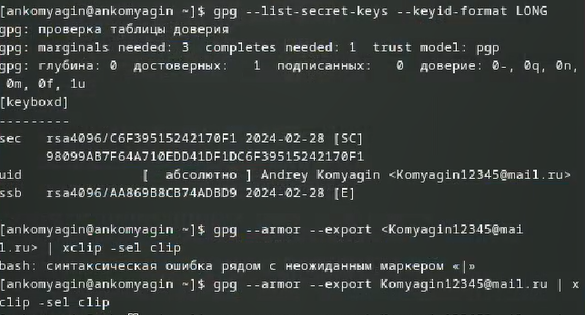 [ankomyagin@ankomyagin ~]$ gpg --list-secret-keys --keyid-format LONG
gpg: проверка таблицы доверия
gpg: marginals needed: 3  completes needed: 1  trust model: pgp
gpg: глубина: 0  достоверных:   1  подписанных:   0  доверие: 0-, 0q, 0n,
 0m, 0f, 1u
[keyboxd]
---------
sec   rsa4096/C6F39515242170F1 2024-02-28 [SC]
      98099AB7F64A710EDD41DF1DC6F39515242170F1
uid              [  абсолютно ] Andrey Komyagin <Komyagin12345@mail.ru>
ssb   rsa4096/AA869B8CB74ADBD9 2024-02-28 [E]
[ankomyagin@ankomyagin ~]$ gpg --armor --export <Komyagin12345@mai
l.ru> | xclip -sel clip
bash: синтаксическая ошибка рядом с неожиданным маркером «|»
[ankomyagin@ankomyagin ~]$ gpg --armor --export Komyagin12345@mail.ru | x
clip -sel clip